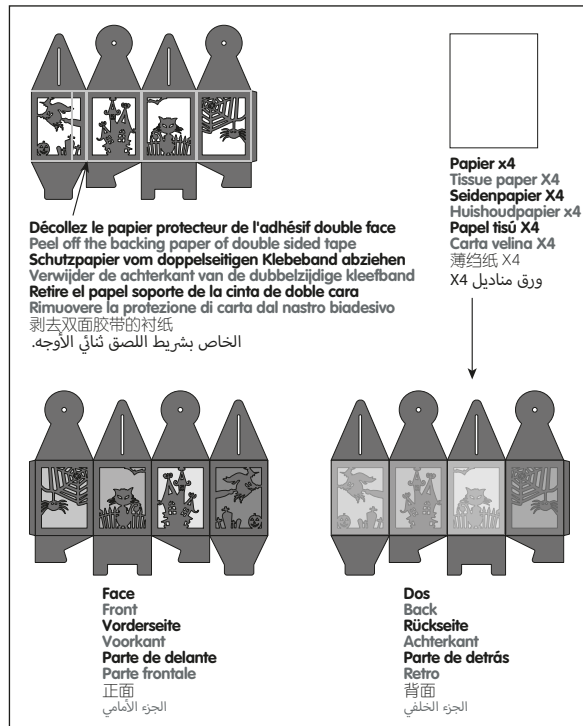 Décollez le papier protecteur de l'adhésif double face
Peel off the backing paper of double sided tape
Schutzpapier vom doppelseitigen Klebeband abziehen
Verwijder de achterkant van de dubbelzijdige kleefband
Retire el papel soporte de la cinta de doble cara
Rimuovere la protezione di carta dal nastro biadesivo
剥去双面胶带的衬纸
الخاص بشريط اللصق ثنائي الأوجه.
Papier x4
Tissue paper X4
Seidenpapier X4
Huishoudpapier x4
Papel tisú X4
Carta velina X4
薄绉纸 X4
ورق مناديل X4
Face
Front
Vorderseite
Voorkant
Parte de delante
Parte frontale
正面
الجزء الأمامي
Dos
Back
Rückseite
Achterkant
Parte de detrás
Retro
背面
الجزء الخلفي